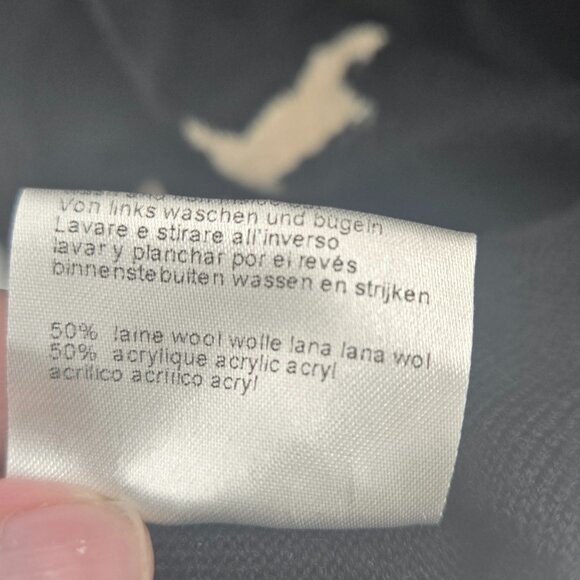 Von links waschen und bügeln
Lavare e stirare all'inverso
lavar y planchar por el revés
binnenstebuiten wassen en strijken
50% laine wool wolle lana lana wol
50% acrylique acrylic acryl
acrilico acrilico acryl